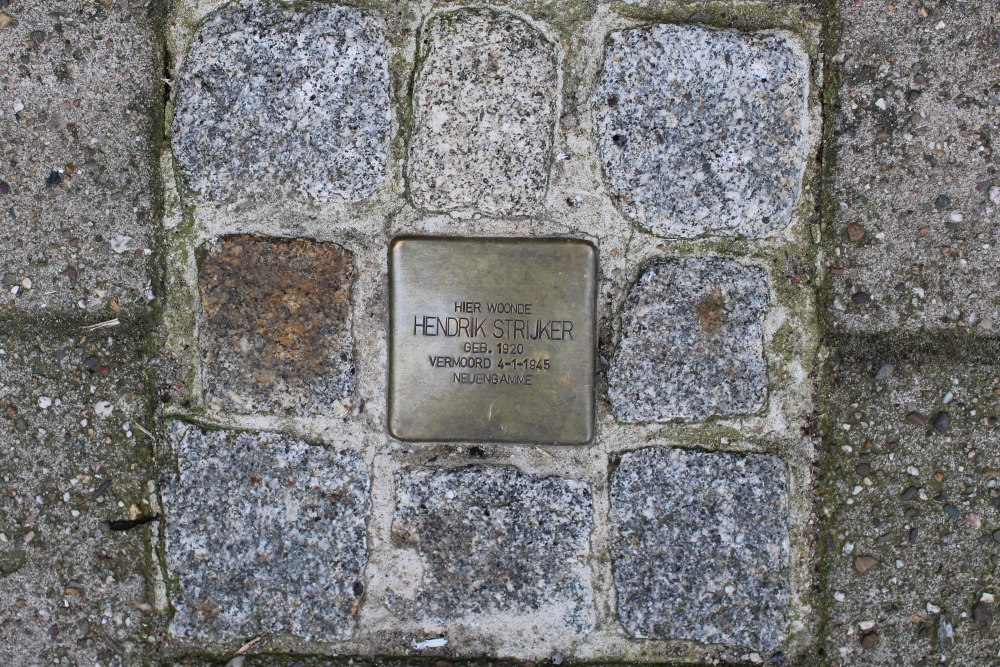 HIER WOONDE
HENDRIK STRIJKER
GEB. 1920
VERMOORD 4-1-1945
NEUENGAMME